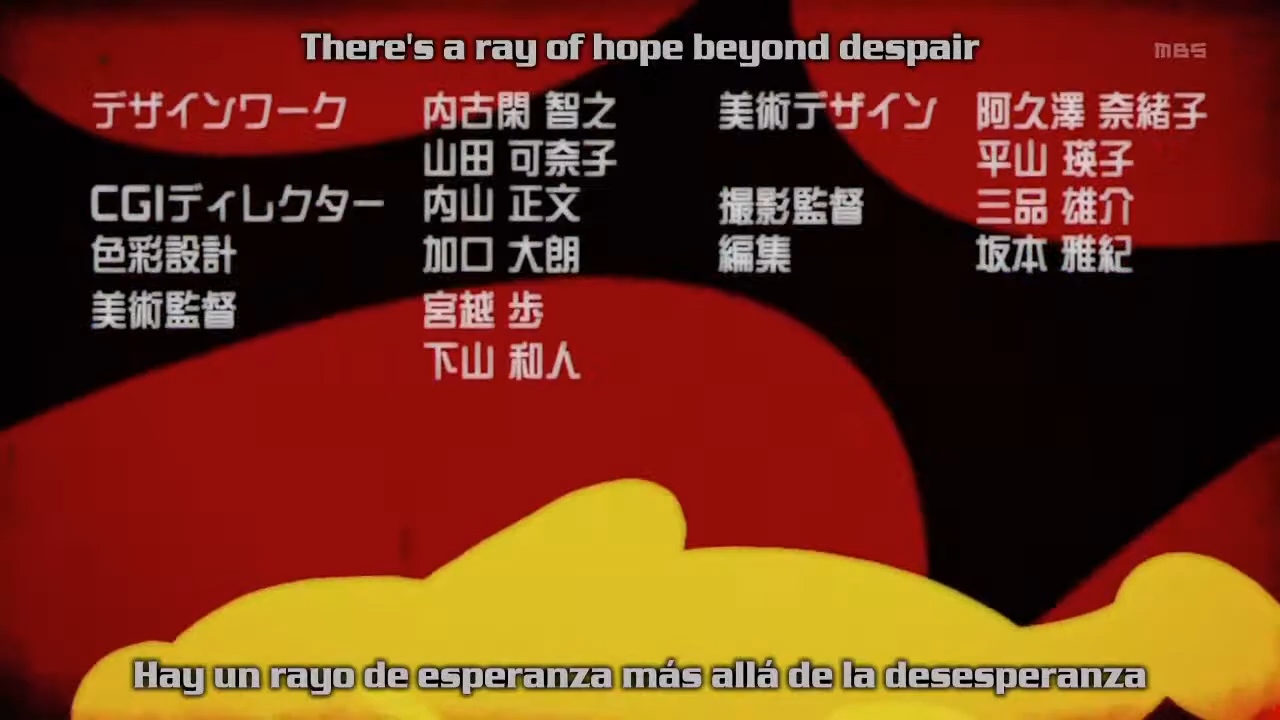 There's a ray of hope beyond despair
MBS
デザインワーク 内古閑 智之 美術デザイン 阿久澤 奈緒子
山田 可奈子 平山 瑛子
CGIディレクター 内山 正文 撮影監督 三品 雄介
色彩設計 加口 大朗 編集 坂本 雅紀
美術監督 宮越 歩
下山 和人
Hay un rayo de esperanza más allá de la desesperanza